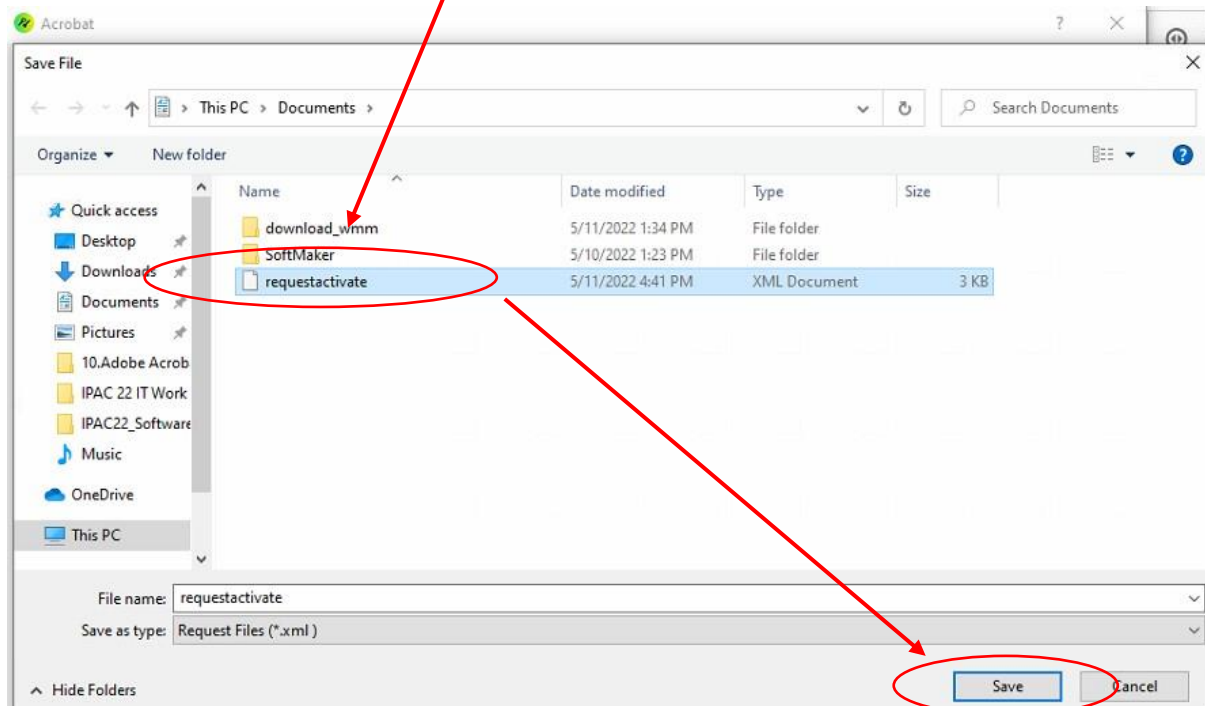 Acrobat
Save File
This PC > Documents >
Search Documents
Organize New folder
Name Date modified Type Size
Quick access
Desktop
Downloads
Documents
Pictures
10.Adobe Acrob
IPAC 22 IT Work
IPAC22_Software
Music
OneDrive
This PC
download_wmm 5/11/2022 1:34 PM File folder
SoftMaker 5/10/2022 1:23 PM File folder
requestactivate 5/11/2022 4:41 PM XML Document 3 KB
File name: requestactivate
Save as type: Request Files (*.xml )
Hide Folders
Save Cancel